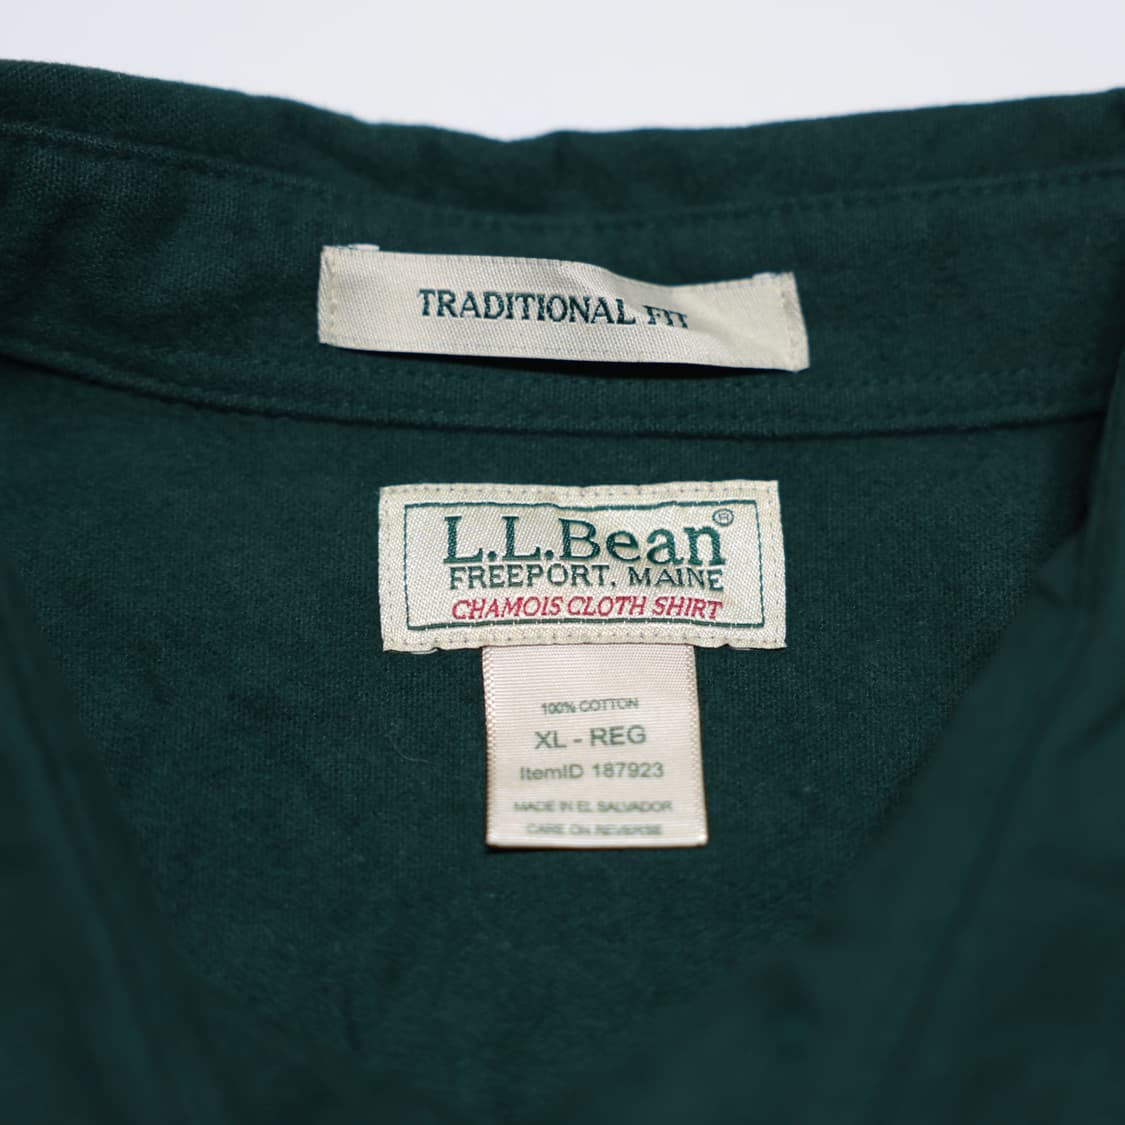 TRADITIONAL FIT
L.L.Bean®
FREEPORT, MAINE
CHAMOIS CLOTH SHIRT
100% COTTON
XL - REG
ItemID 187923
MADE IN EL SALVADOR
CARE ON REVERSE